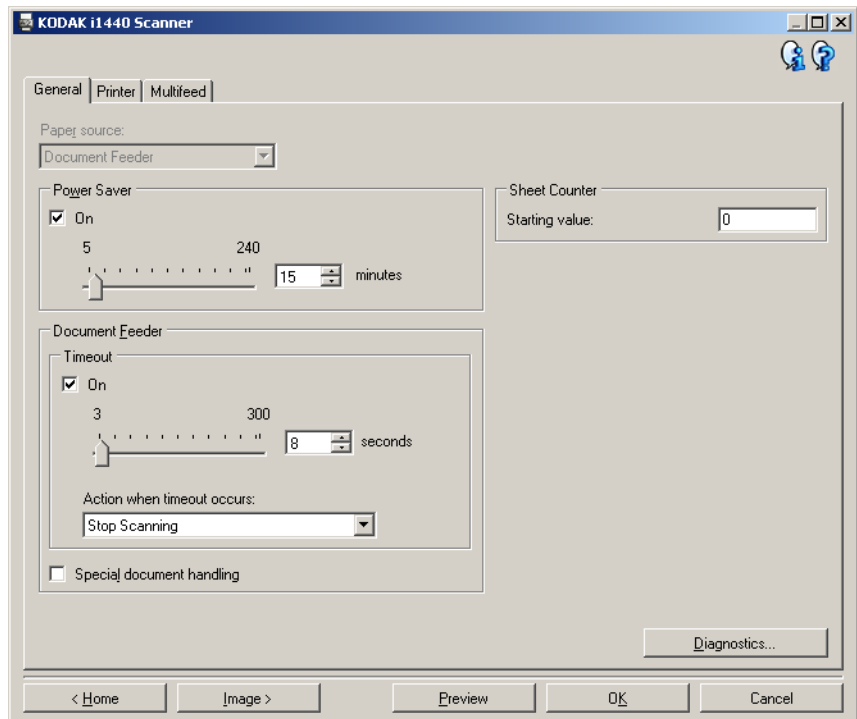 KODAK i1440 Scanner
General Printer Multifeed
Paper source:
Document Feeder
Power Saver
On
5 240
15 minutes
Sheet Counter
Starting value: 0
Document Feeder
Timeout
On
3 300
8 seconds
Action when timeout occurs:
Stop Scanning
Special document handling
Diagnostics...
< Home Image > Preview OK Cancel